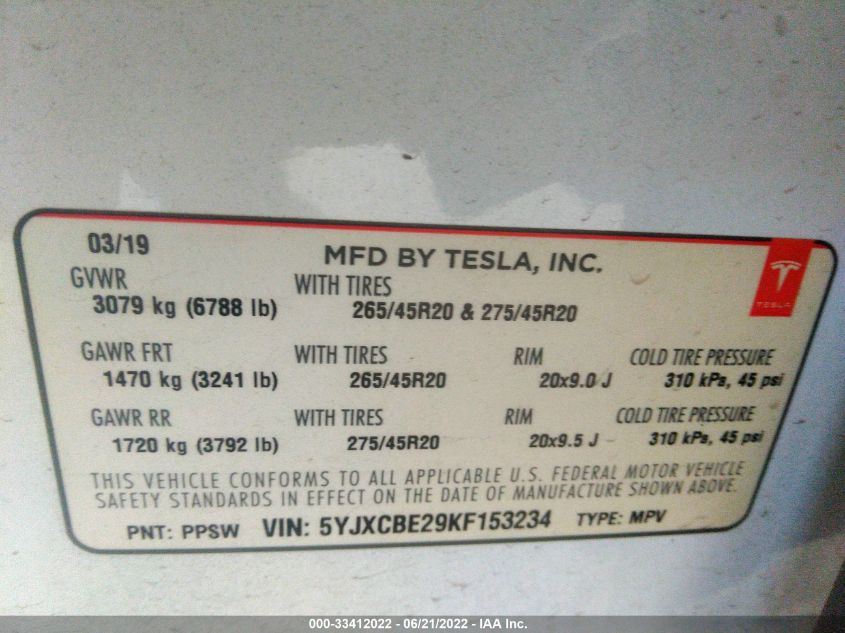 03/19
MFD BY TESLA, INC.
TESLA
GVWR WITH TIRES
3079 kg (6788 lb) 265/45R20 & 275/45R20
GAWR FRT WITH TIRES RIM COLD TIRE PRESSURE
1470 kg (3241 lb) 265/45R20 20x9.0 J 310 kPa, 45 psi
GAWR RR WITH TIRES RIM COLD TIRE PRESSURE
1720 kg (3792 lb) 275/45R20 20x9.5 J 310 kPa, 45 psi
THIS VEHICLE CONFORMS TO ALL APPLICABLE U.S. FEDERAL MOTOR VEHICLE
SAFETY STANDARDS IN EFFECT ON THE DATE OF MANUFACTURE SHOWN ABOVE.
PNT: PPSW VIN: 5YJXCBE29KF153234 TYPE: MPV
000-33412022 - 06/21/2022 - IAA Inc.